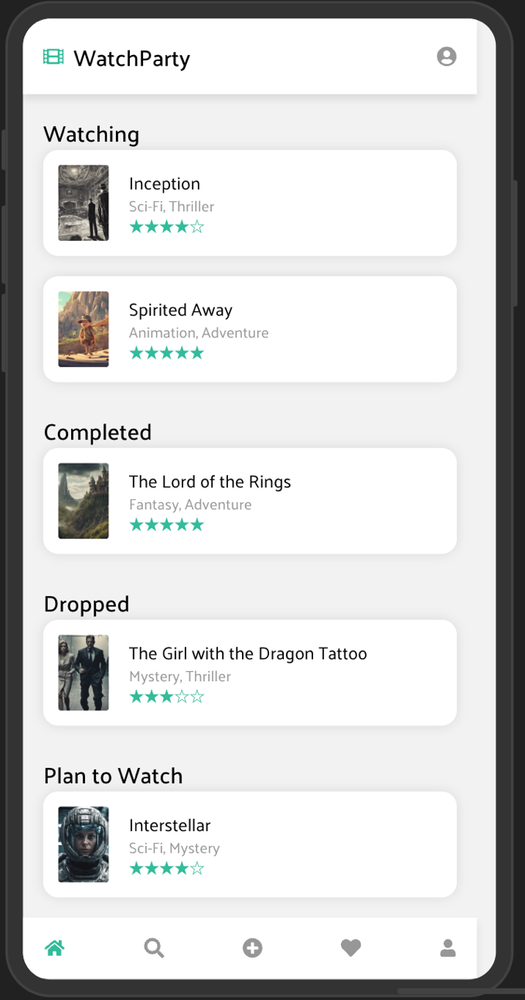 WatchParty
Watching
Inception
Sci-Fi, Thriller
★★★★☆
Spirited Away
Animation, Adventure
★★★★★
Completed
The Lord of the Rings
Fantasy, Adventure
★★★★★
Dropped
The Girl with the Dragon Tattoo
Mystery, Thriller
★★★☆☆
Plan to Watch
Interstellar
Sci-Fi, Mystery
★★★★☆